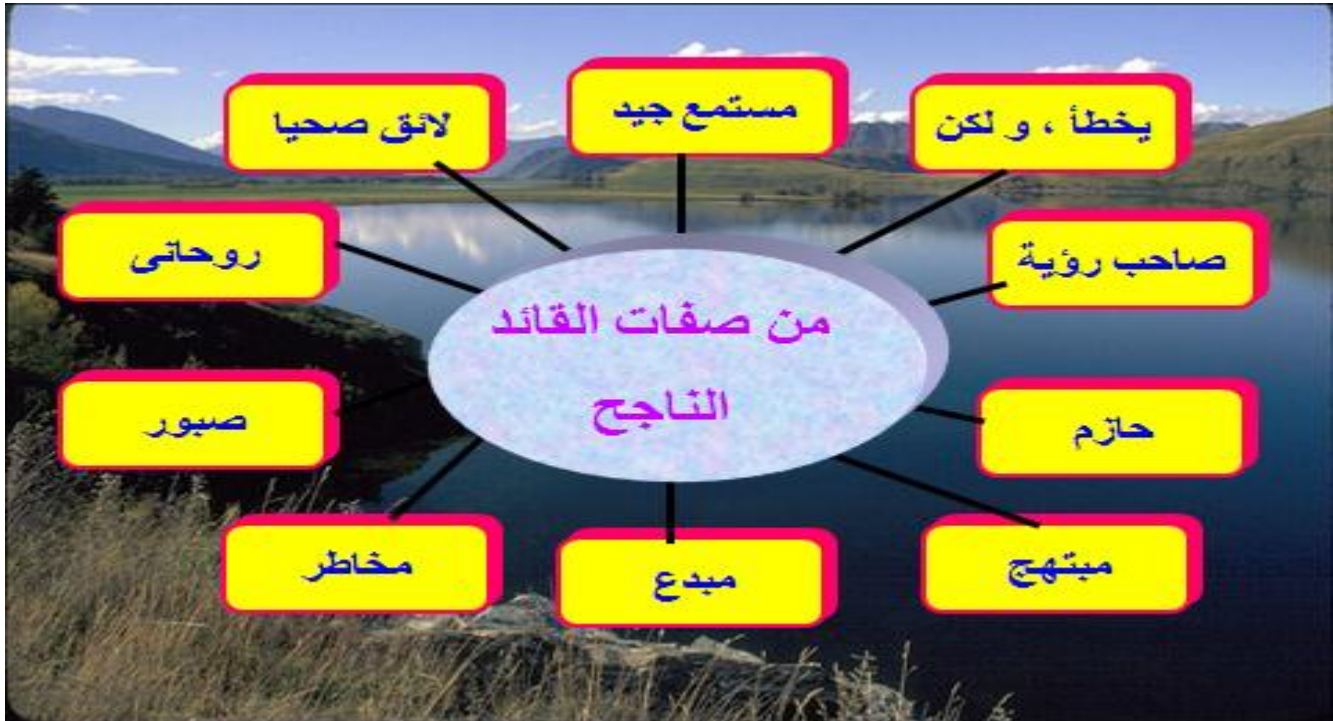 من صفات القائد
الناجح
يخطأ ، و لكن
مستمع جيد
لائق صحيا
صاحب رؤية
روحانى
حازم
صبور
مبتهج
مبدع
مخاطر